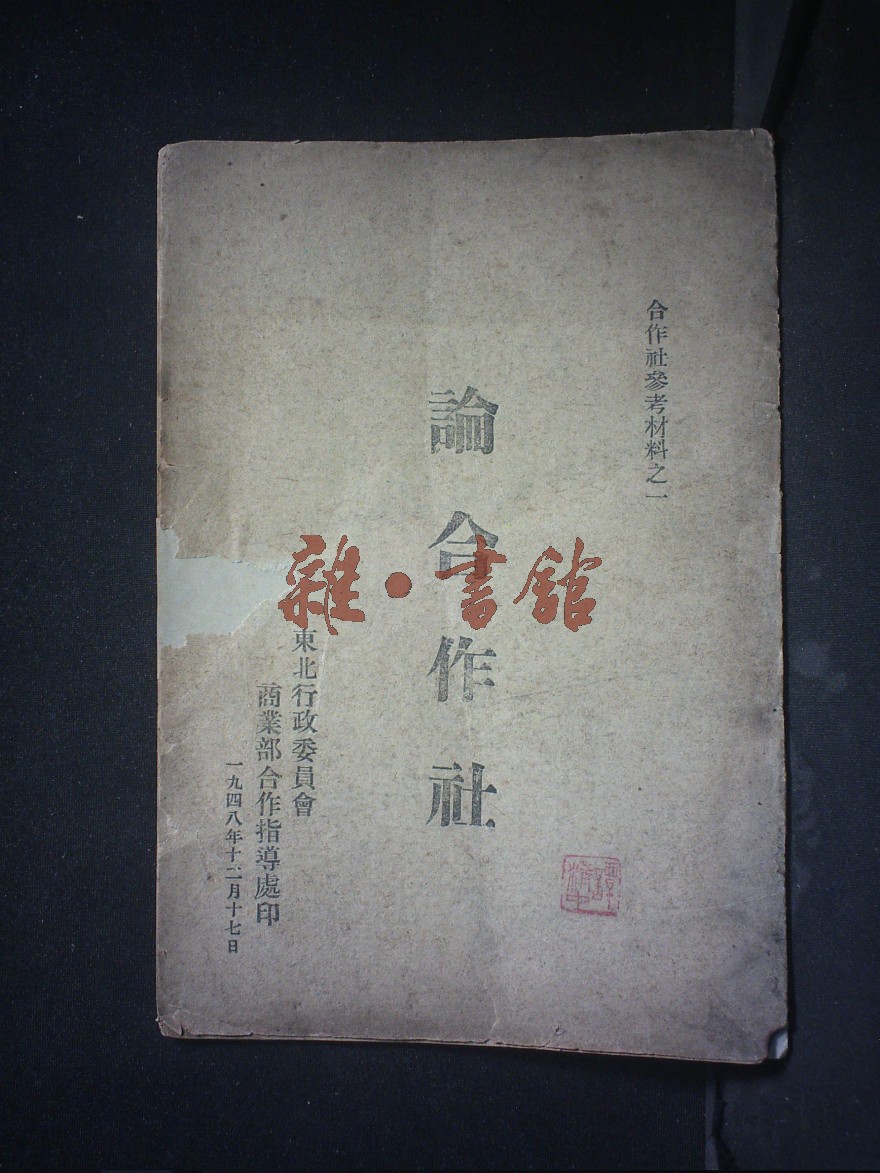 合作社參考材料之一
論合作社
東北行政委員會
商業部合作指導處印
一九四八年十二月十七日
雜·書館